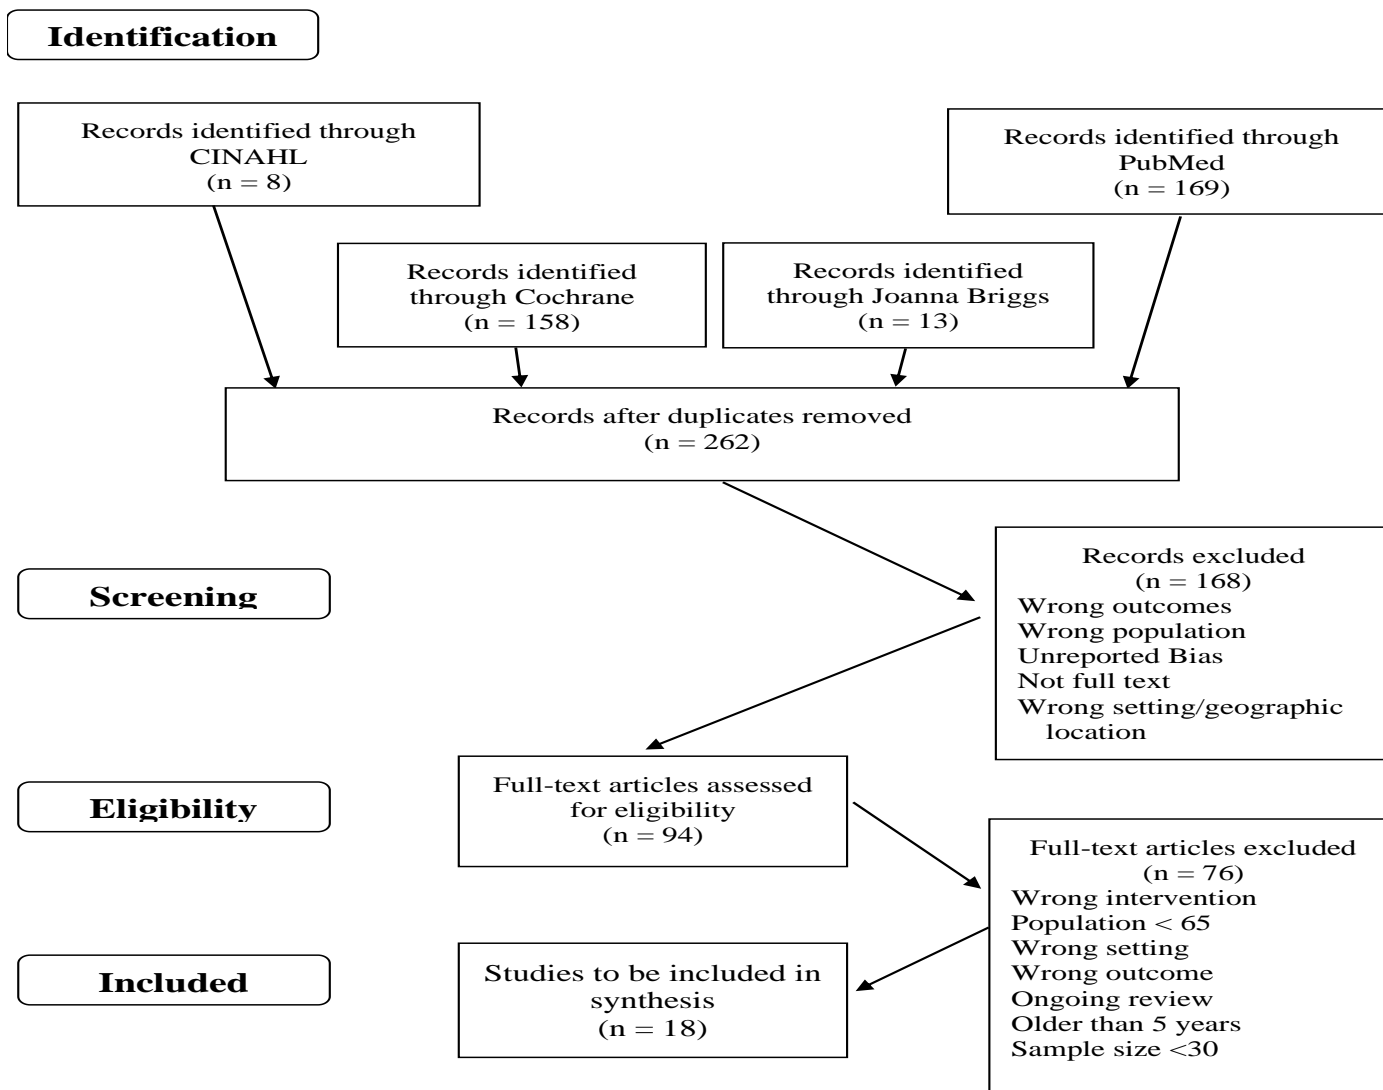 Identification
Records identified through
CINAHL
(n = 8)
Records identified through
PubMed
(n = 169)
Records identified
through Cochrane
(n = 158)
Records identified
through Joanna Briggs
(n = 13)
Records after duplicates removed
(n = 262)
Screening
Records excluded
(n = 168)
Wrong outcomes
Wrong population
Unreported Bias
Not full text
Wrong setting/geographic
location
Eligibility
Full-text articles assessed
for eligibility
(n = 94)
Full-text articles excluded
(n = 76)
Wrong intervention
Population < 65
Wrong setting
Wrong outcome
Ongoing review
Older than 5 years
Sample size <30
Included
Studies to be included in
synthesis
(n = 18)